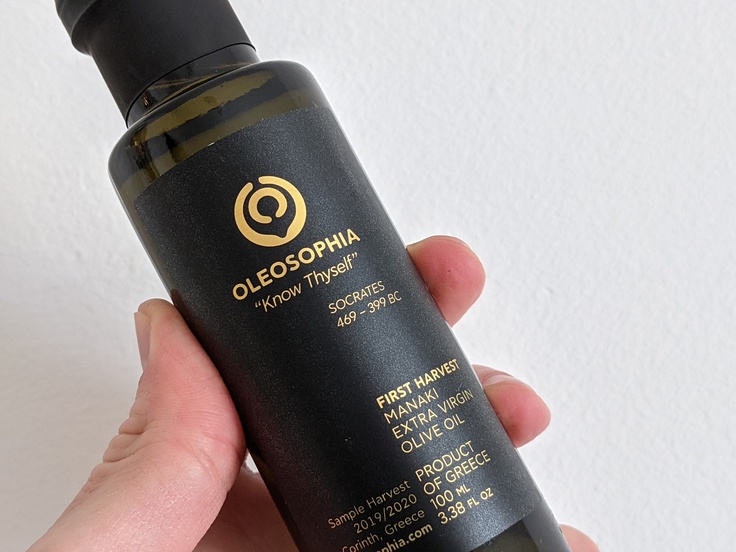 OLEOSOPHIA
“Know Thyself”
SOCRATES
469 – 399 BC
FIRST HARVEST
MANAKI
EXTRA VIRGIN
OLIVE OIL
Sample Harvest
2019/2020
Corinth, Greece
PRODUCT
OF GREECE
100 ML
3.38 FL OZ